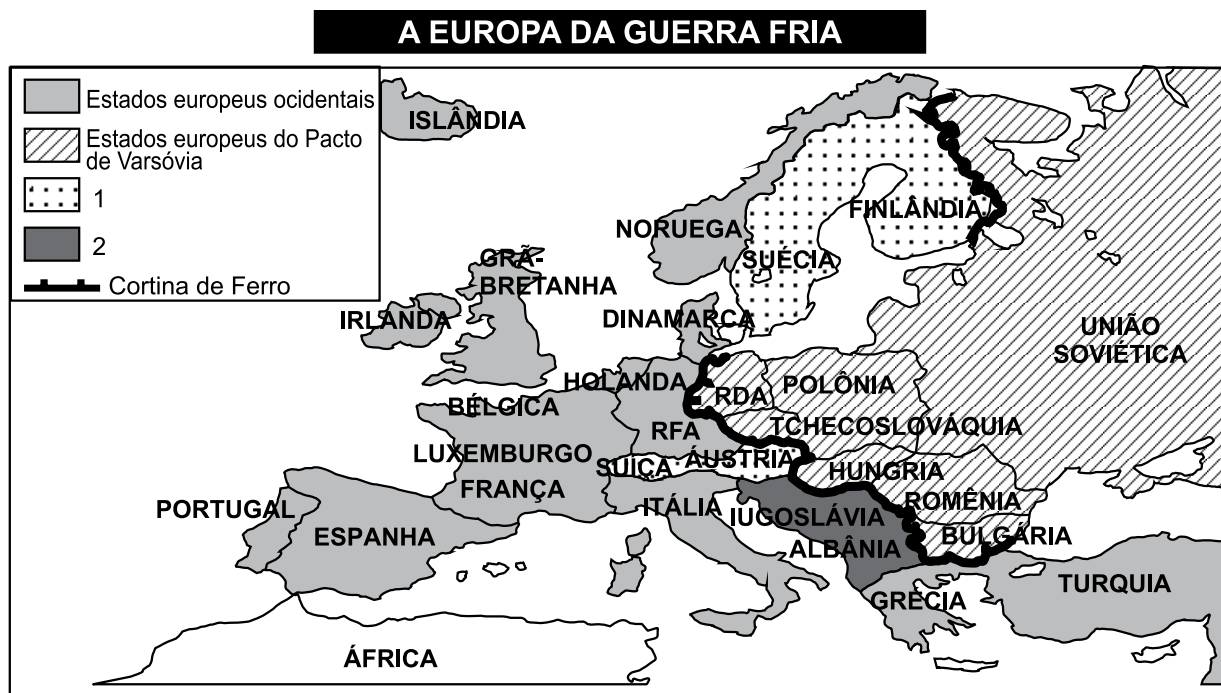 A EUROPA DA GUERRA FRIA
Estados europeus ocidentais
Estados europeus do Pacto
de Varsóvia
1
2
Cortina de Ferro
ISLÂNDIA
NORUEGA
FINLÂNDIA
SUÉCIA
GRÃ-
BRETANHA
IRLANDA
DINAMARCA
UNIÃO
SOVIÉTICA
HOLANDA
RDA
POLÔNIA
BÉLGICA
RFA
TCHECOSLOVÁQUIA
LUXEMBURGO
SUÍÇA
ÁUSTRIA
HUNGRIA
FRANÇA
ROMÊNIA
PORTUGAL
ITÁLIA
IUGOSLÁVIA
ESPANHA
BULGÁRIA
ALBÂNIA
TURQUIA
GRÉCIA
ÁFRICA